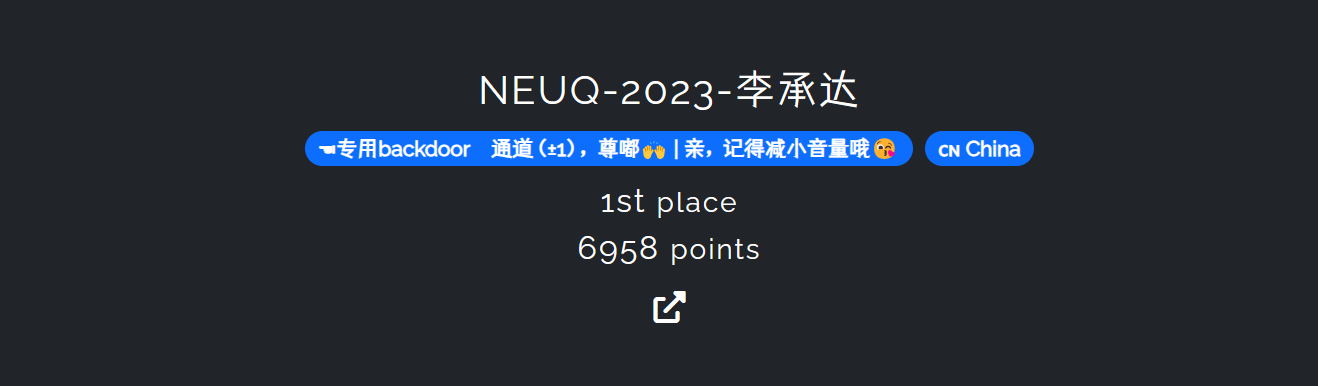 NEUQ-2023-李承达
☚专用backdoor 通道（±1），尊嘟🙌 | 亲，记得减小音量哦😘 🇨🇳 China
1st place
6958 points